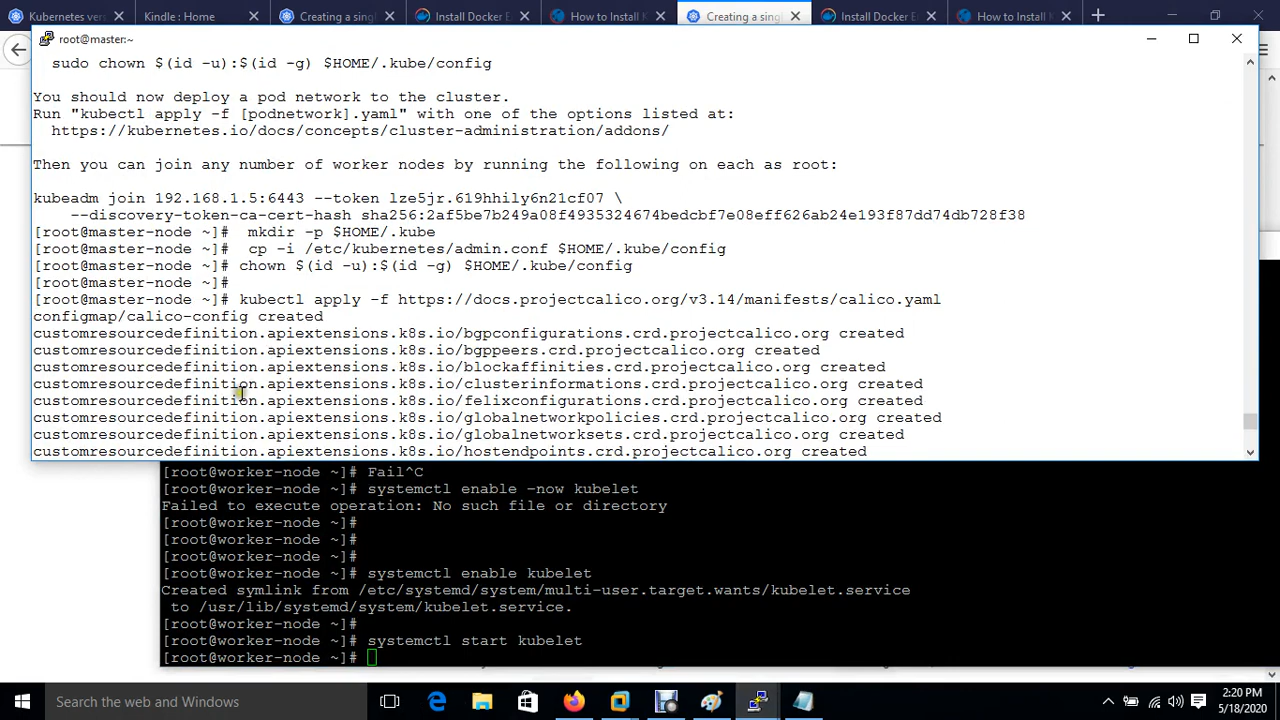 Kubernetes vers
Kindle : Home
Creating a singl
Install Docker E
How to Install K
Creating a singl
Install Docker E
How to Install K
root@master:~
sudo chown $(id -u):$(id -g) $HOME/.kube/config
You should now deploy a pod network to the cluster.
Run "kubectl apply -f [podnetwork].yaml" with one of the options listed at:
https://kubernetes.io/docs/concepts/cluster-administration/addons/
Then you can join any number of worker nodes by running the following on each as root:
kubeadm join 192.168.1.5:6443 --token lze5jr.619hhily6n21cf07 \
--discovery-token-ca-cert-hash sha256:2af5be7b249a08f4935324674bedcbf7e08eff626ab24e193f87dd74db728f38
[root@master-node ~]#  mkdir -p $HOME/.kube
[root@master-node ~]#  cp -i /etc/kubernetes/admin.conf $HOME/.kube/config
[root@master-node ~]# chown $(id -u):$(id -g) $HOME/.kube/config
[root@master-node ~]#
[root@master-node ~]# kubectl apply -f https://docs.projectcalico.org/v3.14/manifests/calico.yaml
configmap/calico-config created
customresourcedefinition.apiextensions.k8s.io/bgpconfigurations.crd.projectcalico.org created
customresourcedefinition.apiextensions.k8s.io/bgppeers.crd.projectcalico.org created
customresourcedefinition.apiextensions.k8s.io/blockaffinities.crd.projectcalico.org created
customresourcedefinition.apiextensions.k8s.io/clusterinformations.crd.projectcalico.org created
customresourcedefinition.apiextensions.k8s.io/felixconfigurations.crd.projectcalico.org created
customresourcedefinition.apiextensions.k8s.io/globalnetworkpolicies.crd.projectcalico.org created
customresourcedefinition.apiextensions.k8s.io/globalnetworksets.crd.projectcalico.org created
customresourcedefinition.apiextensions.k8s.io/hostendpoints.crd.projectcalico.org created
[root@worker-node ~]# Fail^C
[root@worker-node ~]# systemctl enable -now kubelet
Failed to execute operation: No such file or directory
[root@worker-node ~]#
[root@worker-node ~]#
[root@worker-node ~]#
[root@worker-node ~]# systemctl enable kubelet
Created symlink from /etc/systemd/system/multi-user.target.wants/kubelet.service
to /usr/lib/systemd/system/kubelet.service.
[root@worker-node ~]#
[root@worker-node ~]# systemctl start kubelet
[root@worker-node ~]#
Search the web and Windows
2:20 PM
5/18/2020